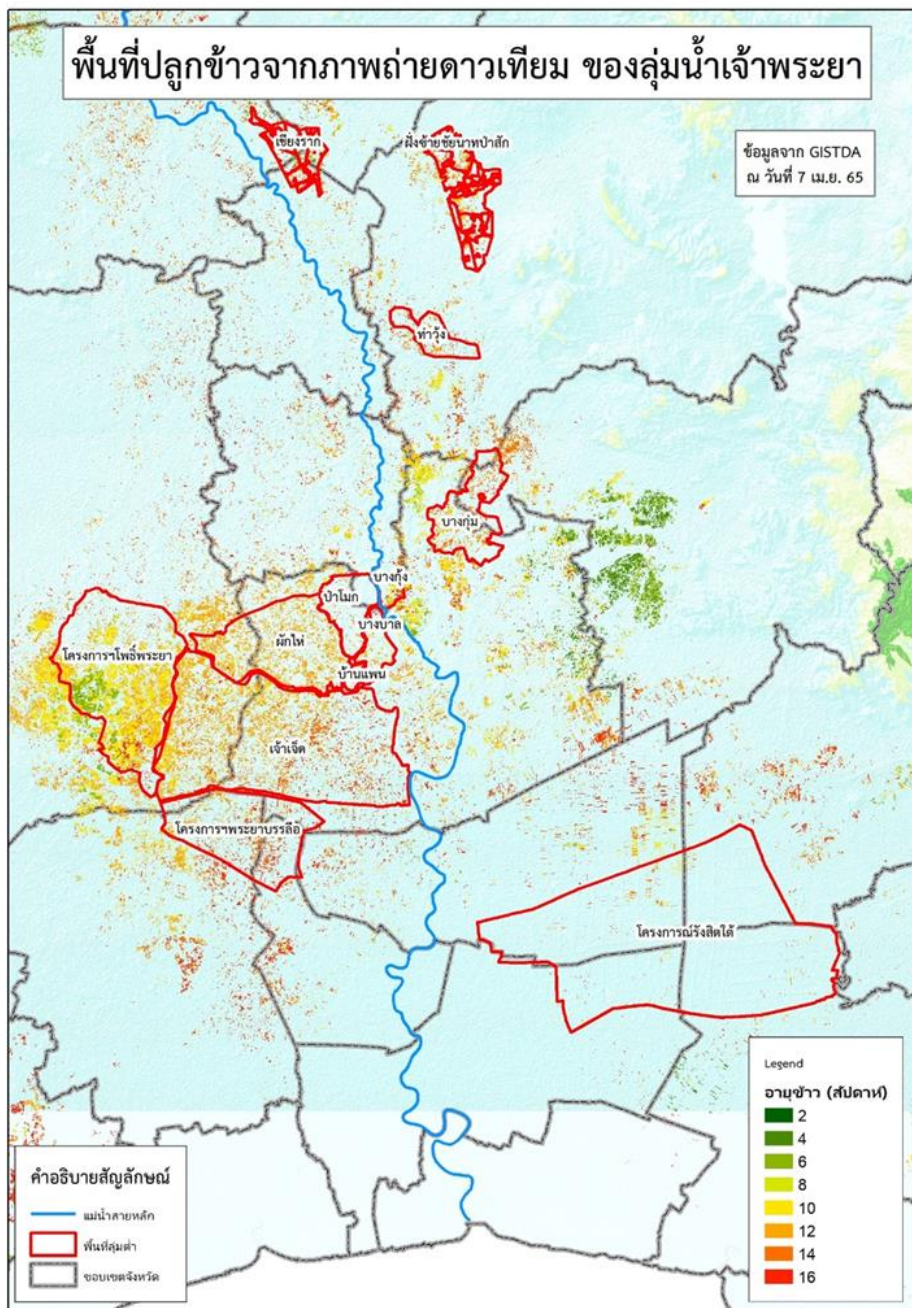 พื้นที่ปลูกข้าวจากภาพถ่ายดาวเทียม ของลุ่มน้ำเจ้าพระยา
ข้อมูลจาก GISTDA
ณ วันที่ 7 เม.ย. 65
เชียงราก
ฝั่งซ้ายชัยนาทป่าสัก
ท่าวุ้ง
บางกุ่ม
บางกุ้ง
ป่าโมก
บางบาล
ผักไห่
โครงการฯโพธิ์พระยา
บ้านแพน
เจ้าเจ็ด
โครงการฯพระยาบรรลือ
โครงการณ์รังสิตใต้
Legend
อายุข้าว (สัปดาห์)
2
4
6
8
10
12
14
16
คำอธิบายสัญลักษณ์
แม่น้ำสายหลัก
พื้นที่ลุ่มต่ำ
ขอบเขตจังหวัด